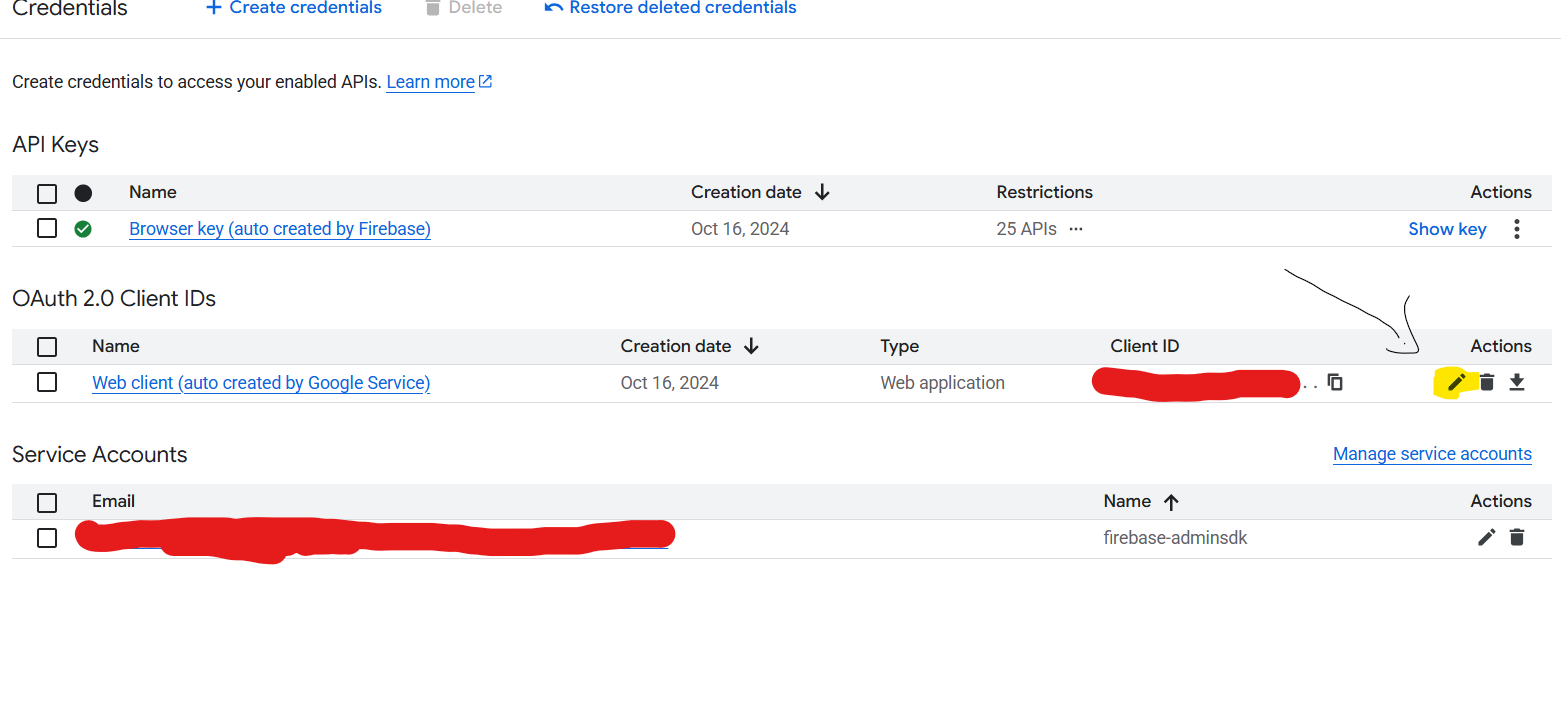 Credentials + Create credentials Delete Restore deleted credentials
Create credentials to access your enabled APIs. Learn more
API Keys
Name Creation date Restrictions Actions
Browser key (auto created by Firebase) Oct 16, 2024 25 APIs Show key
OAuth 2.0 Client IDs
Name Creation date Type Client ID Actions
Web client (auto created by Google Service) Oct 16, 2024 Web application
Service Accounts Manage service accounts
Email Name Actions
firebase-adminsdk